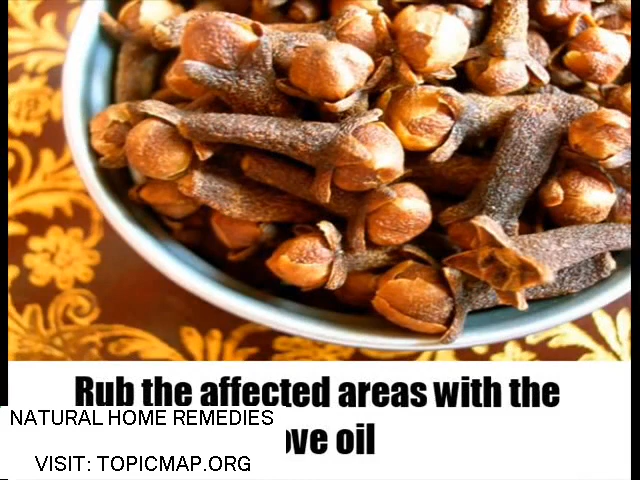 Rub the affected areas with the
oil
NATURAL HOME REMEDIES
VISIT: TOPICMAP.ORG